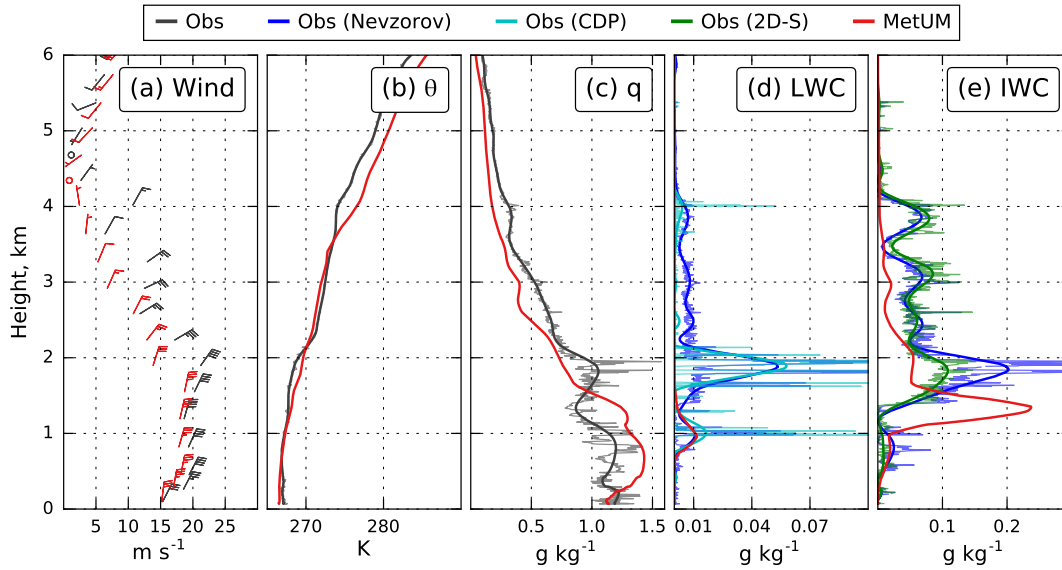 Obs Obs (Nevzorov) Obs (CDP) Obs (2D-S) MetUM
(a) Wind (b) θ (c) q (d) LWC (e) IWC
Height, km
6
5
4
3
2
1
0
5 10 15 20 25 270 280 0.5 1.0 1.5 0.01 0.04 0.07 0.1 0.2
m s⁻¹ K g kg⁻¹ g kg⁻¹ g kg⁻¹